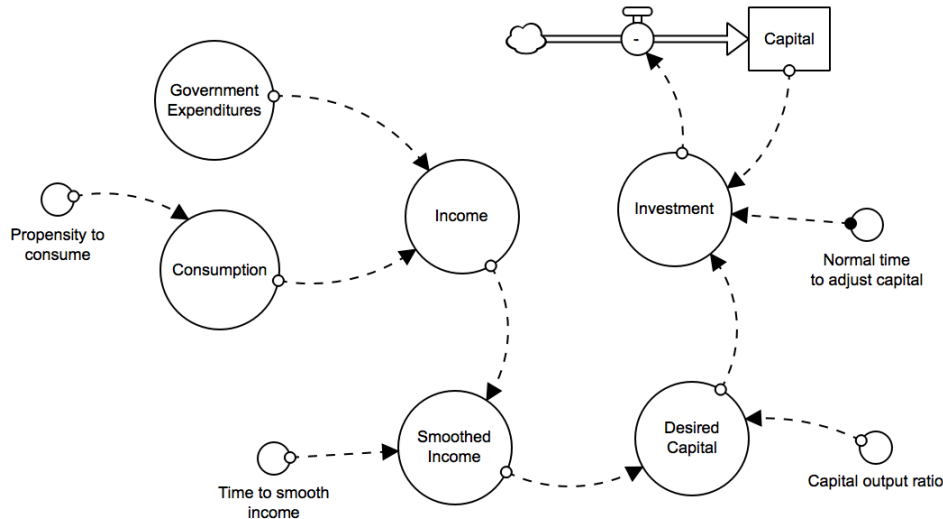 -
Capital
Government
Expenditures
Income
Investment
Propensity to
consume
Consumption
Normal time
to adjust capital
Smoothed
Income
Desired
Capital
Time to smooth
income
Capital output ratio